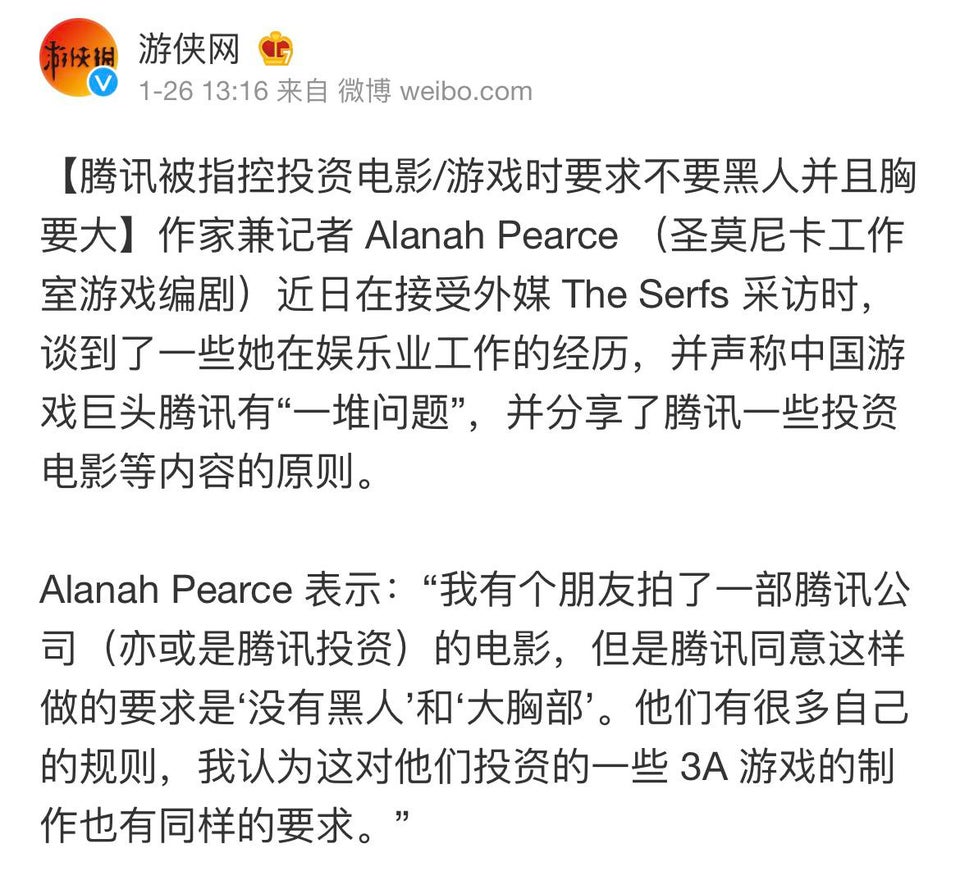 游侠网
游侠网
1-26 13:16 来自 微博 weibo.com
【腾讯被指控投资电影/游戏时要求不要黑人并且胸
要大】作家兼记者 Alanah Pearce （圣莫尼卡工作
室游戏编剧）近日在接受外媒 The Serfs 采访时，
谈到了一些她在娱乐业工作的经历，并声称中国游
戏巨头腾讯有“一堆问题”，并分享了腾讯一些投资
电影等内容的原则。
Alanah Pearce 表示：“我有个朋友拍了一部腾讯公
司（亦或是腾讯投资）的电影，但是腾讯同意这样
做的要求是‘没有黑人’和‘大胸部’。他们有很多自己
的规则，我认为这对他们投资的一些 3A 游戏的制
作也有同样的要求。”